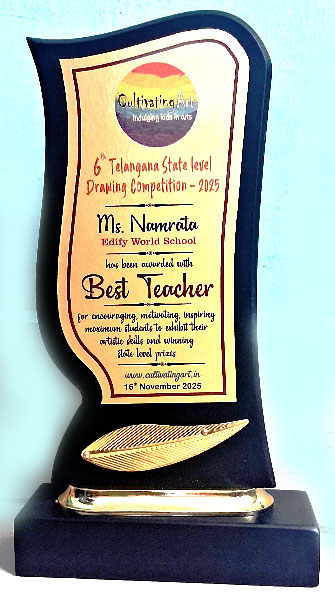 Cultivating Art
Indulging kids in arts
6th Telangana State level
Drawing Competition - 2025
Ms. Namrata
Edify World School
has been awarded with
Best Teacher
for encouraging, motivating, inspiring
maximum students to exhibit their
artistic skills and winning
state level prizes
www.cultivatingart.in
16th November 2025